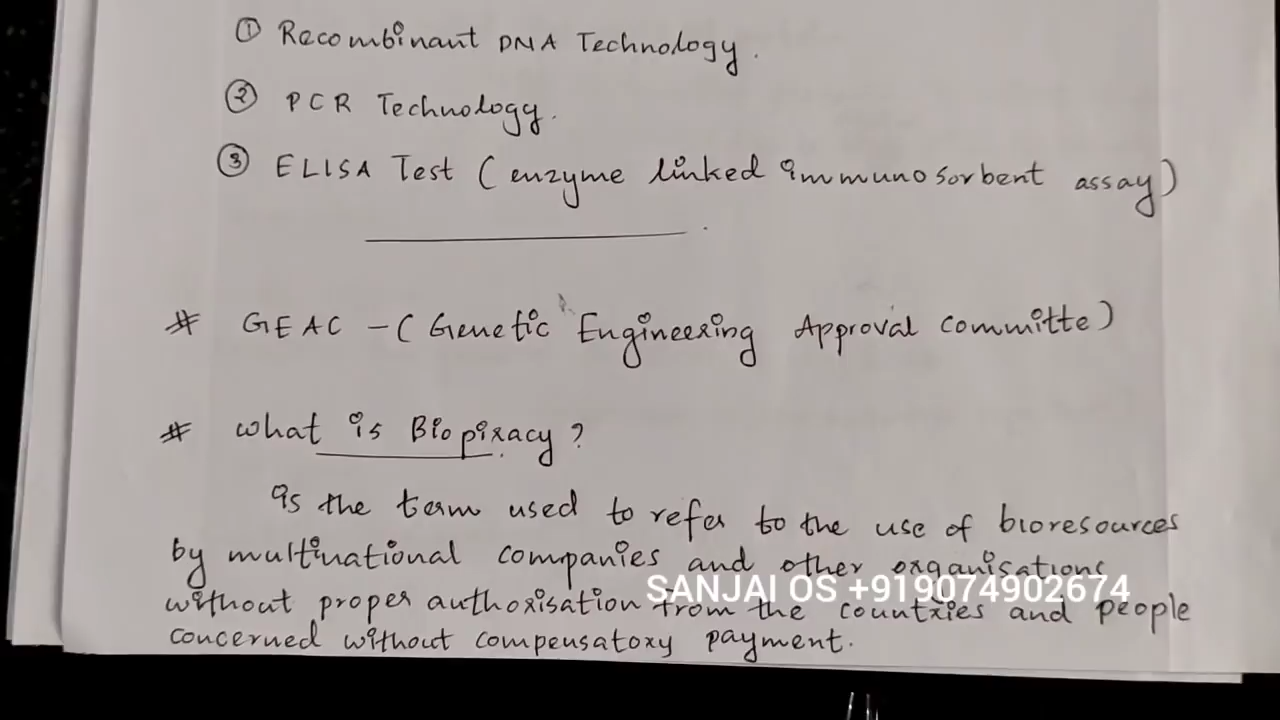 ① Recombinant DNA Technology.
② PCR Technology.
③ ELISA Test (enzyme linked immunosorbent assay)
# GEAC - (Genetic Engineering Approval committe)
# what is Biopiracy?
is the term used to refer to the use of bioresources
by multinational companies and other organisations
SANJAI OS +919074902674
without proper authorisation from the countries and people
concerned without compensatory payment.